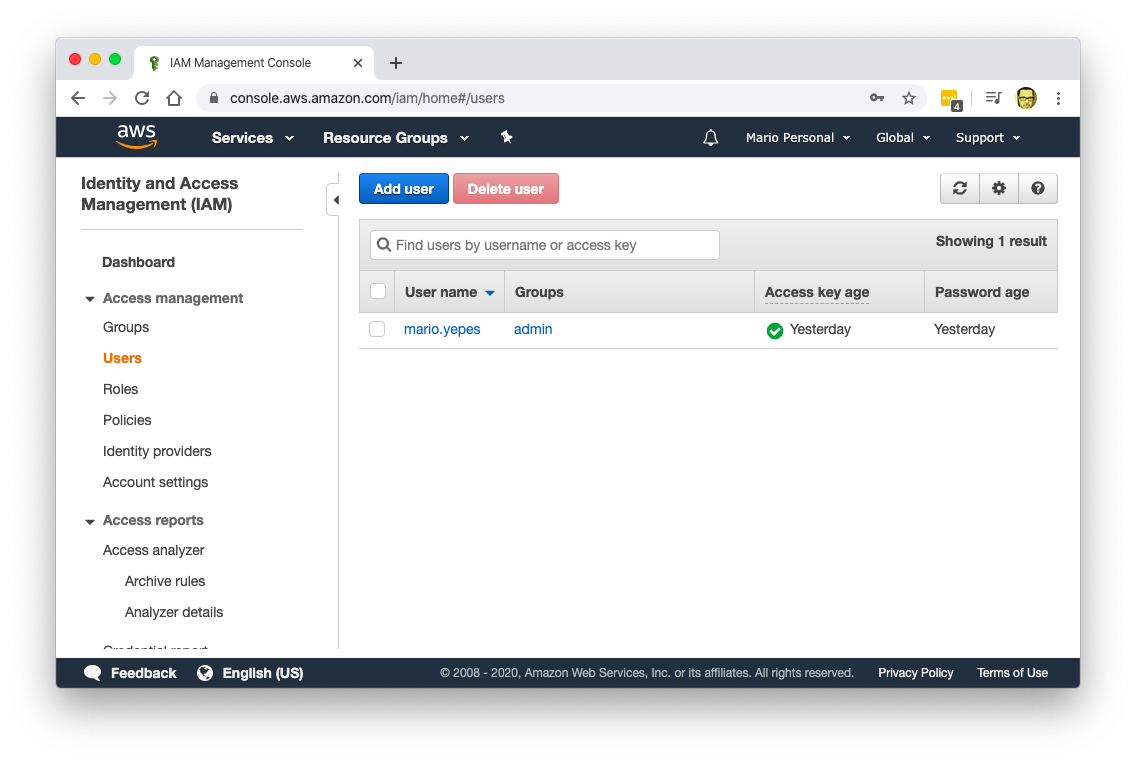 IAM Management Console
console.aws.amazon.com/iam/home#/users
4
aws
Services
Resource Groups
Mario Personal
Global
Support
Identity and Access
Management (IAM)
Dashboard
Access management
Groups
Users
Roles
Policies
Identity providers
Account settings
Access reports
Access analyzer
Archive rules
Analyzer details
Credential report
Add user
Delete user
Find users by username or access key
Showing 1 result
User name Groups Access key age Password age
mario.yepes admin Yesterday Yesterday
Feedback
English (US)
© 2008 - 2020, Amazon Web Services, Inc. or its affiliates. All rights reserved.
Privacy Policy
Terms of Use